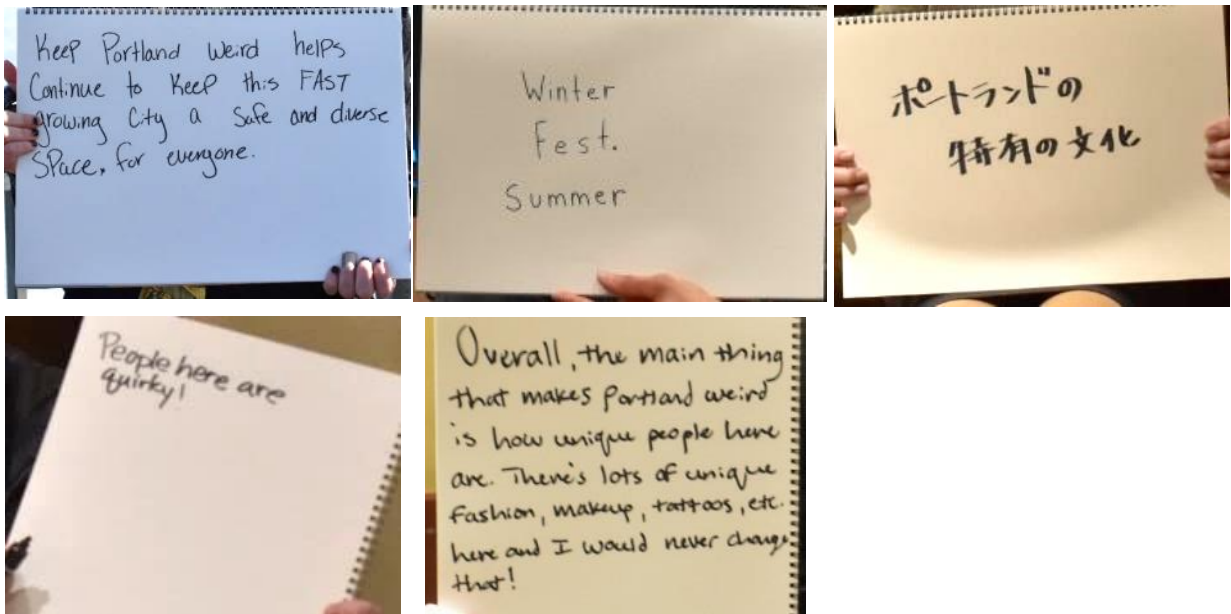 Keep Portland Weird helps
Continue to Keep this FAST
growing City a Safe and diverse
Space, for everyone.
Winter
Fest.
Summer
ポートランドの
特有の文化
People here are
quirky!
Overall, the main thing
that makes Portland weird
is how unique people here
are. There's lots of unique
fashion, makeup, tattoos, etc.
here and I would never change
that!